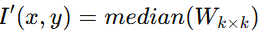 I'(x, y) = median(W_{k×k})